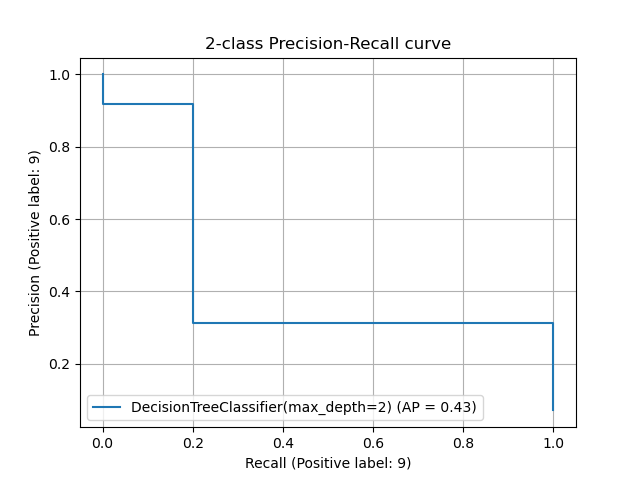 2-class Precision-Recall curve
Precision (Positive label: 9)
1.0
0.8
0.6
0.4
0.2
DecisionTreeClassifier(max_depth=2) (AP = 0.43)
0.0 0.2 0.4 0.6 0.8 1.0
Recall (Positive label: 9)